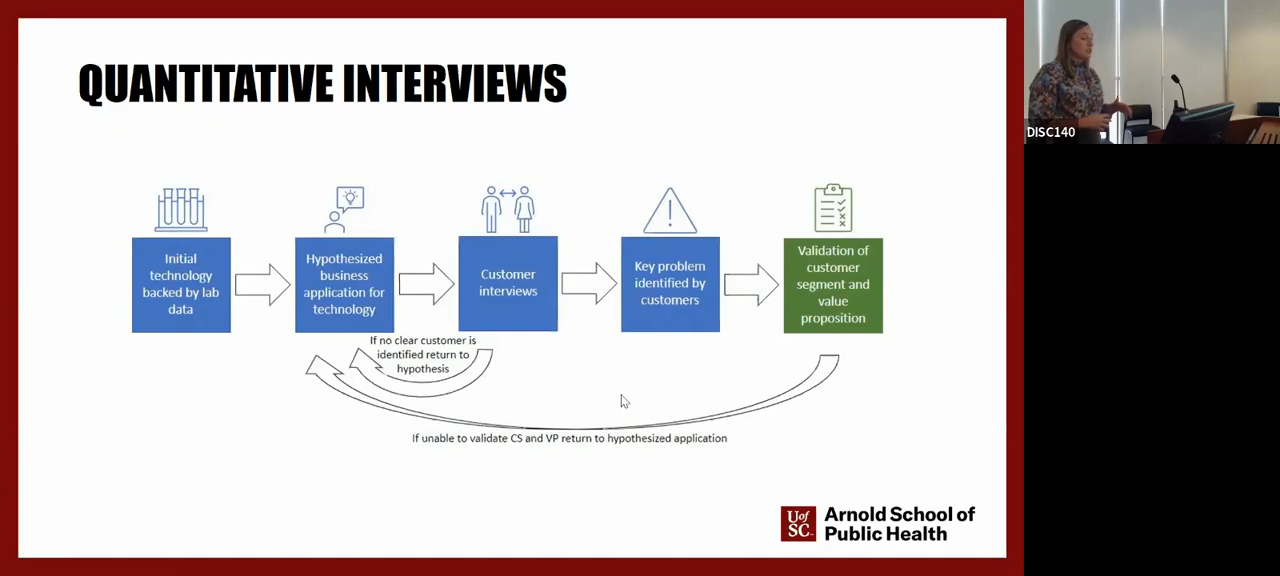 QUANTITATIVE INTERVIEWS
DISC140
Initial
technology
backed by lab
data
Hypothesized
business
application for
technology
Customer
interviews
Key problem
identified by
customers
Validation of
customer
segment and
value
proposition
If no clear customer is
identified return to
hypothesis
If unable to validate CS and VP return to hypothesized application
U of
SC
Arnold School of
Public Health